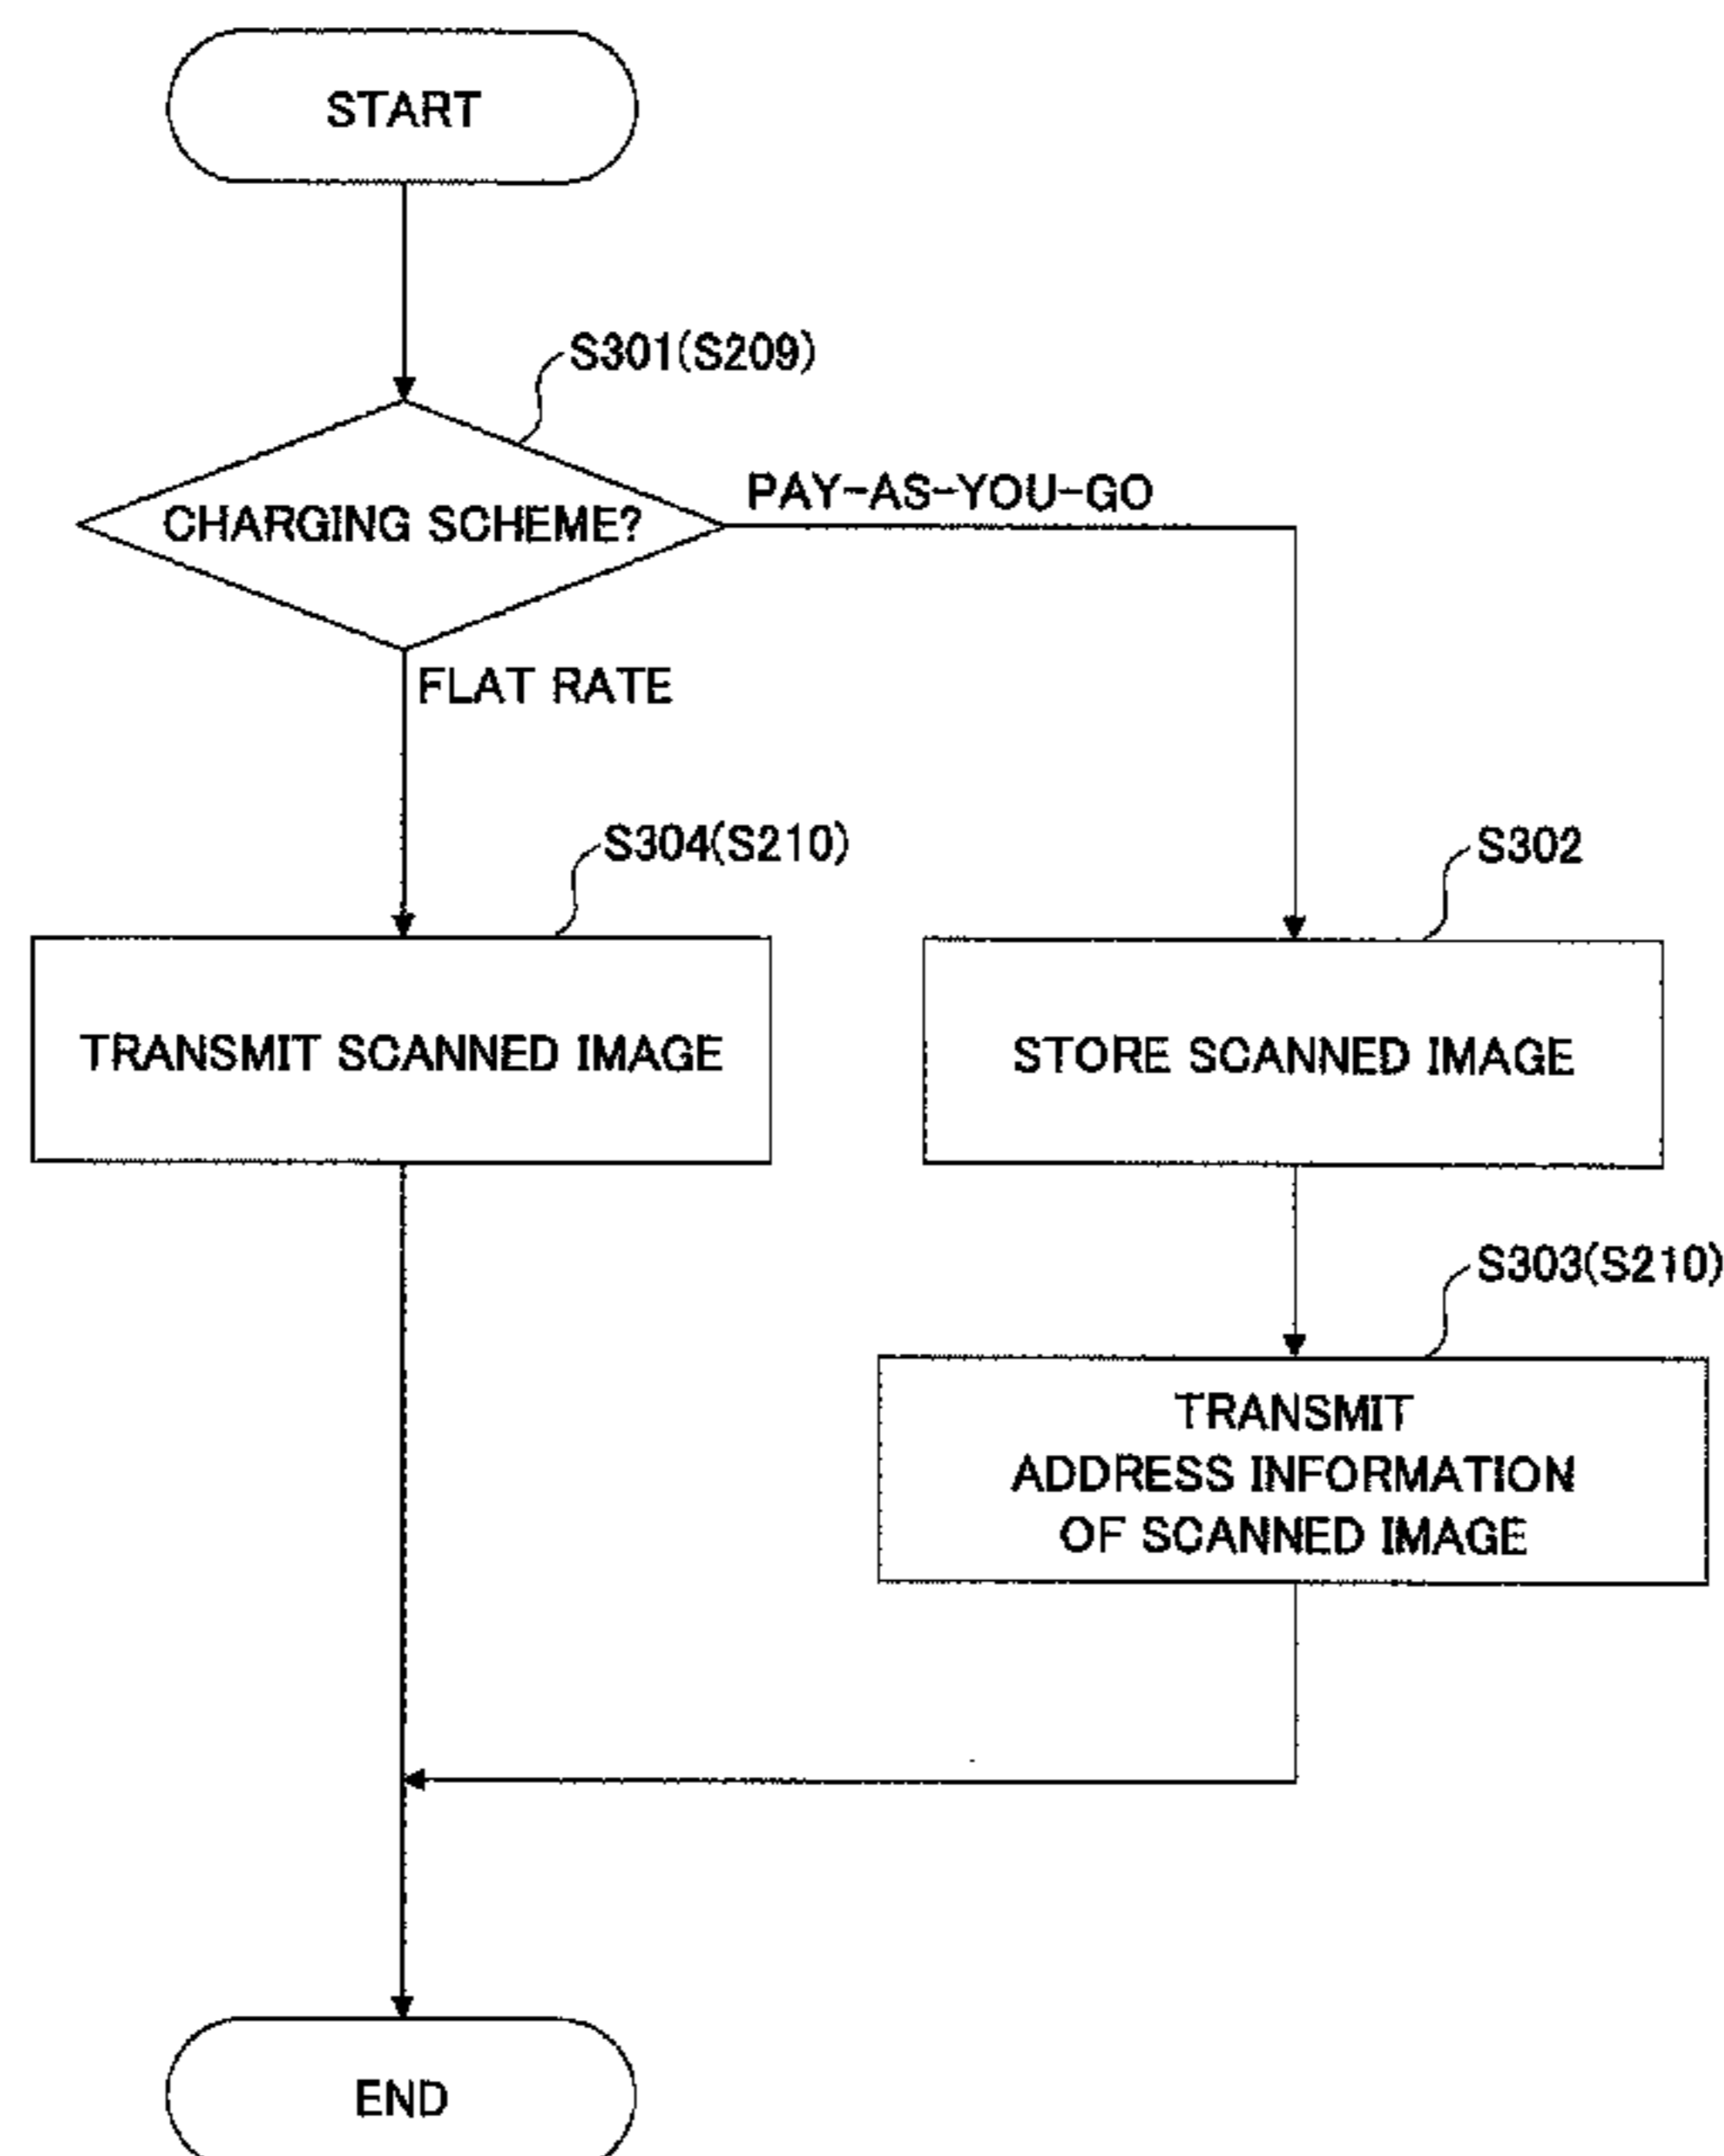 START
S301(S209)
CHARGING SCHEME?
PAY-AS-YOU-GO
FLAT RATE
S304(S210)
S302
TRANSMIT SCANNED IMAGE
STORE SCANNED IMAGE
S303(S210)
TRANSMIT
ADDRESS INFORMATION
OF SCANNED IMAGE
END